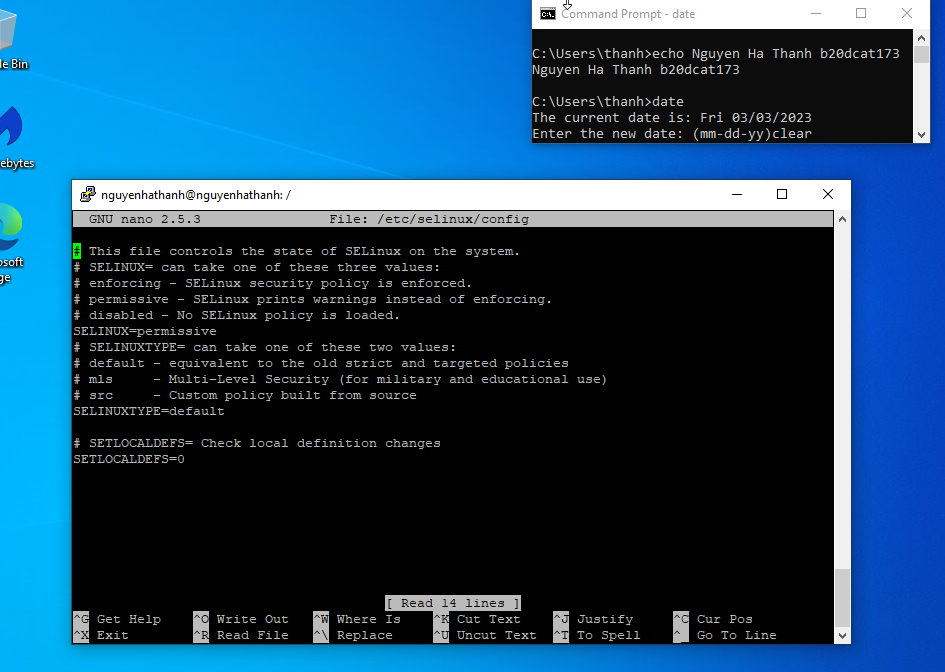 le Bin
ebytes
osoft
ge
Command Prompt - date
C:\Users\thanh>echo Nguyen Ha Thanh b20dcat173
Nguyen Ha Thanh b20dcat173
C:\Users\thanh>date
The current date is: Fri 03/03/2023
Enter the new date: (mm-dd-yy)clear
nguyenhathanh@nguyenhathanh: /
GNU nano 2.5.3 File: /etc/selinux/config
# This file controls the state of SELinux on the system.
# SELINUX= can take one of these three values:
# enforcing - SELinux security policy is enforced.
# permissive - SELinux prints warnings instead of enforcing.
# disabled - No SELinux policy is loaded.
SELINUX=permissive
# SELINUXTYPE= can take one of these two values:
# default - equivalent to the old strict and targeted policies
# mls     - Multi-Level Security (for military and educational use)
# src     - Custom policy built from source
SELINUXTYPE=default
# SETLOCALDEFS= Check local definition changes
SETLOCALDEFS=0
[ Read 14 lines ]
^G Get Help ^O Write Out ^W Where Is ^K Cut Text ^J Justify ^C Cur Pos
^X Exit ^R Read File ^\ Replace ^U Uncut Text ^T To Spell ^_ Go To Line